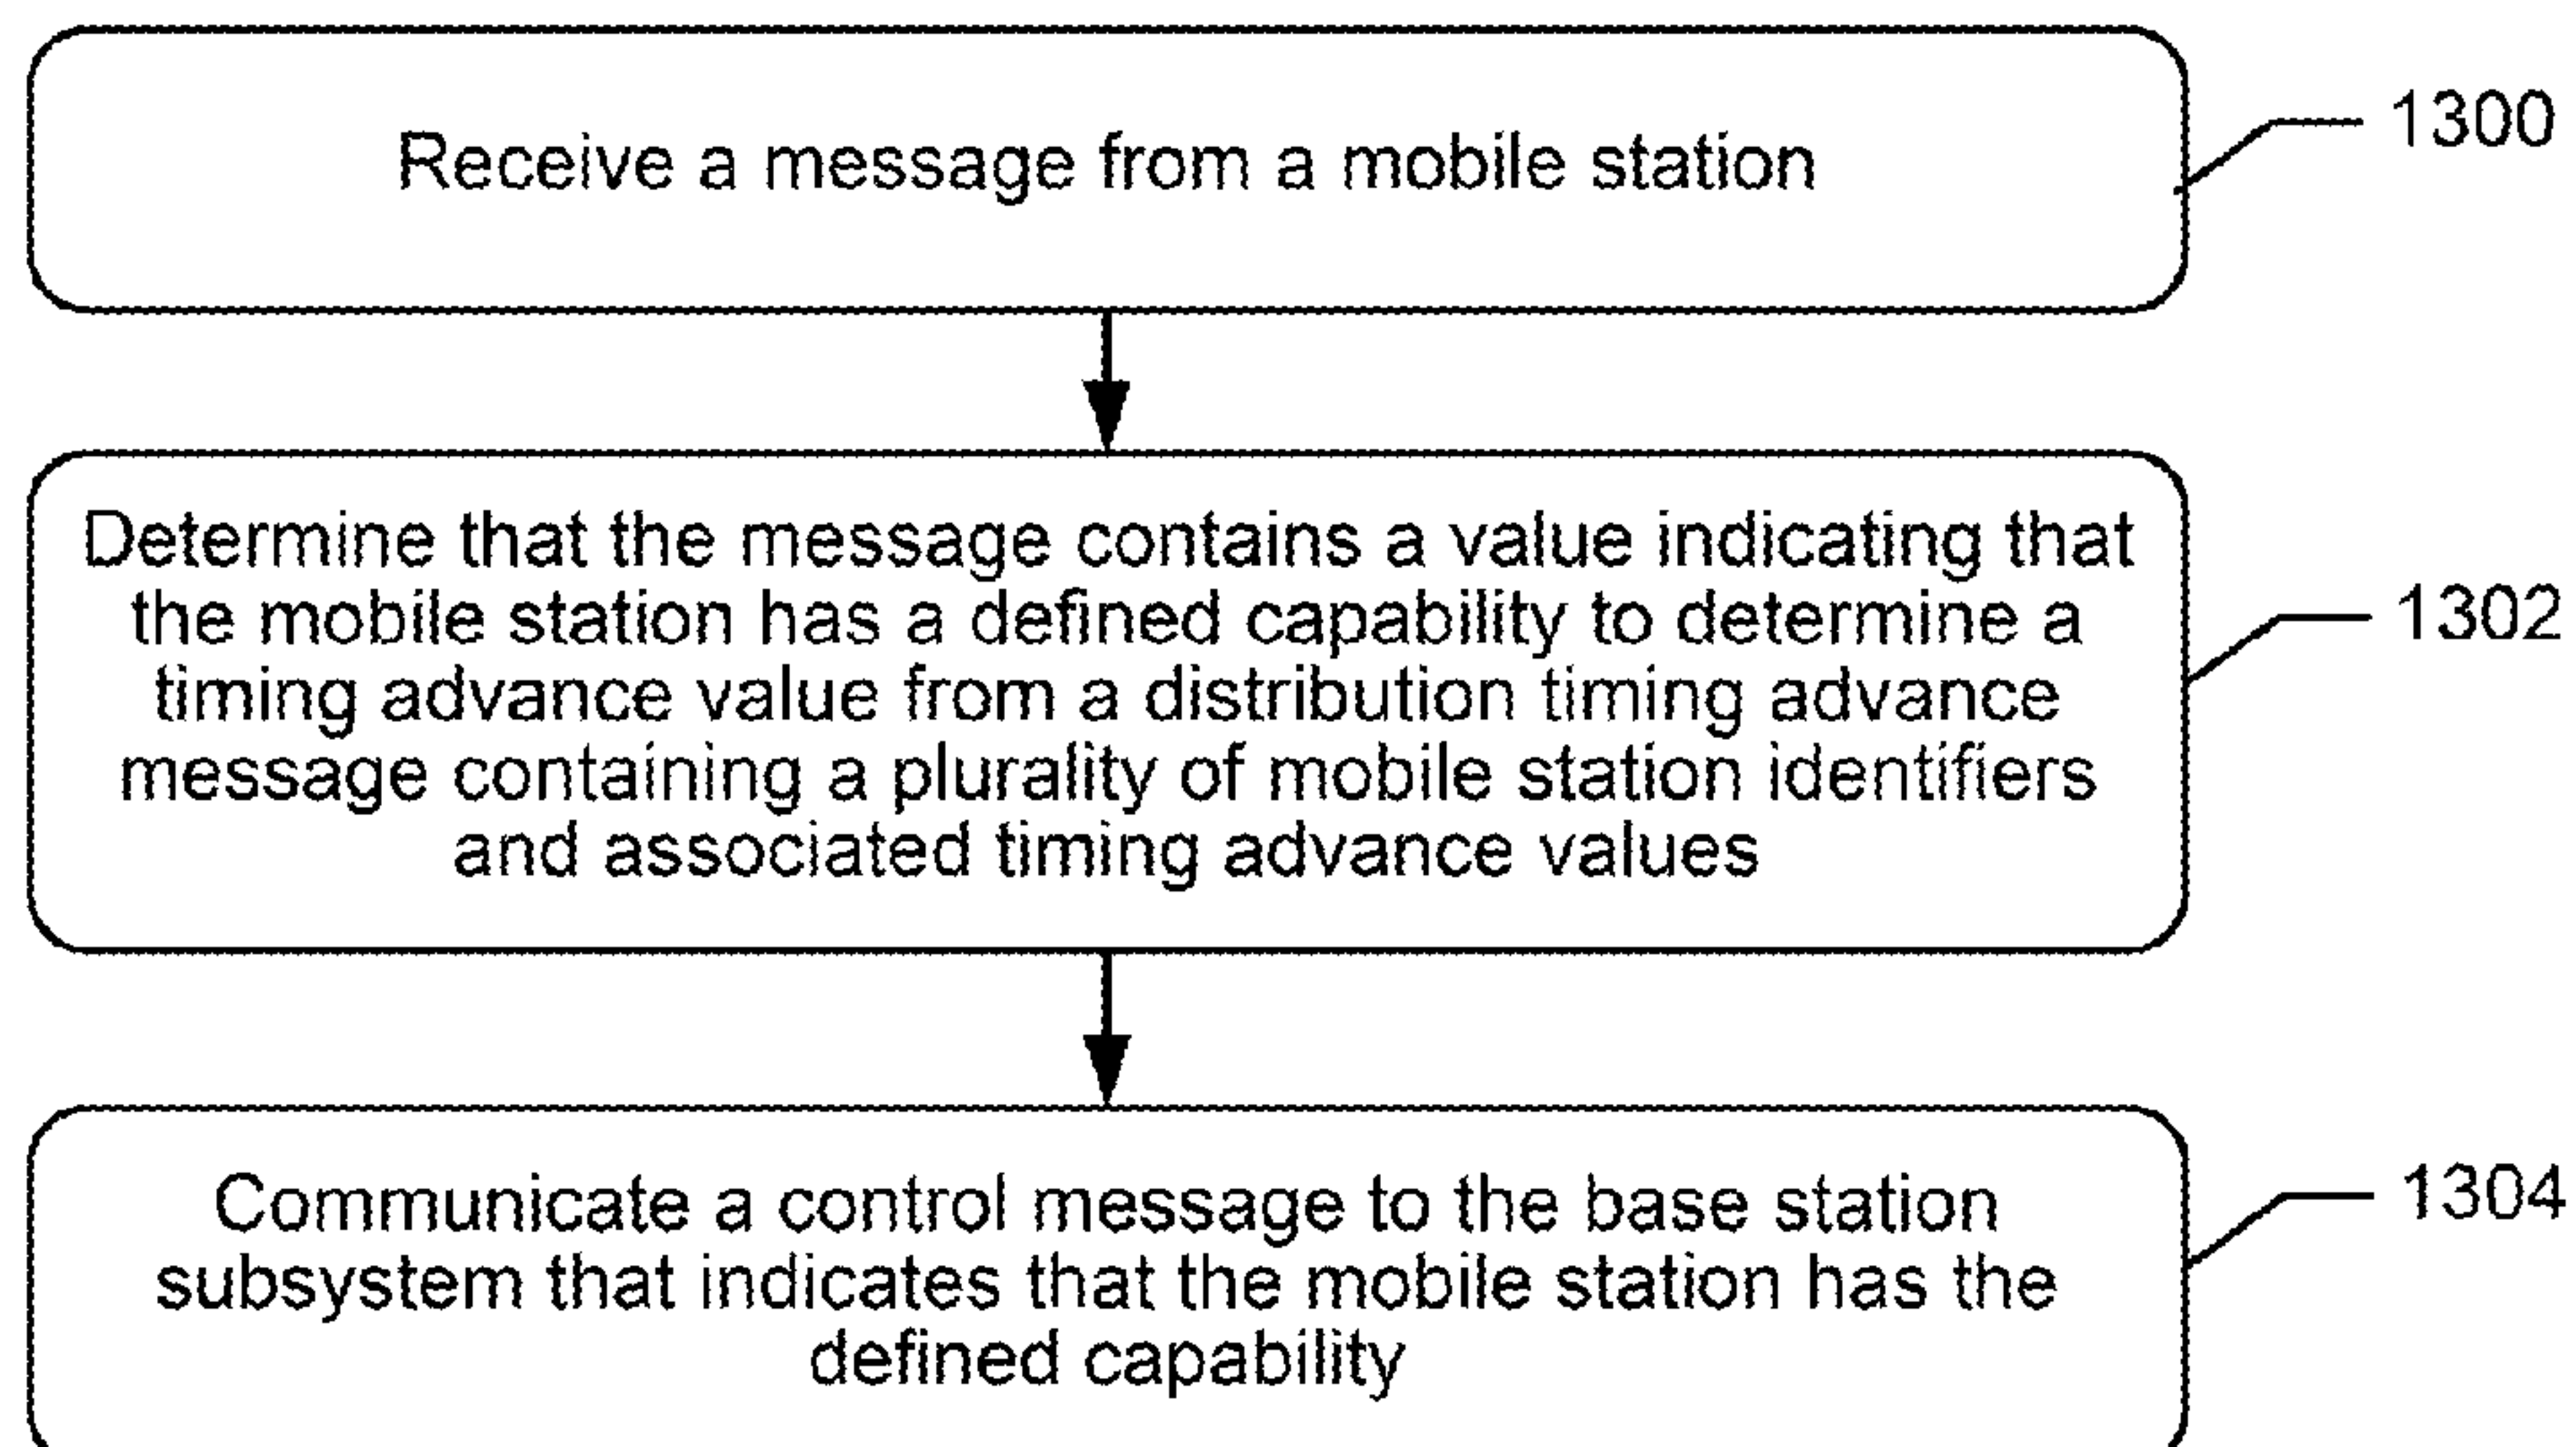 Receive a message from a mobile station
1300
Determine that the message contains a value indicating that
the mobile station has a defined capability to determine a
timing advance value from a distribution timing advance
message containing a plurality of mobile station identifiers
and associated timing advance values
1302
Communicate a control message to the base station
subsystem that indicates that the mobile station has the
defined capability
1304